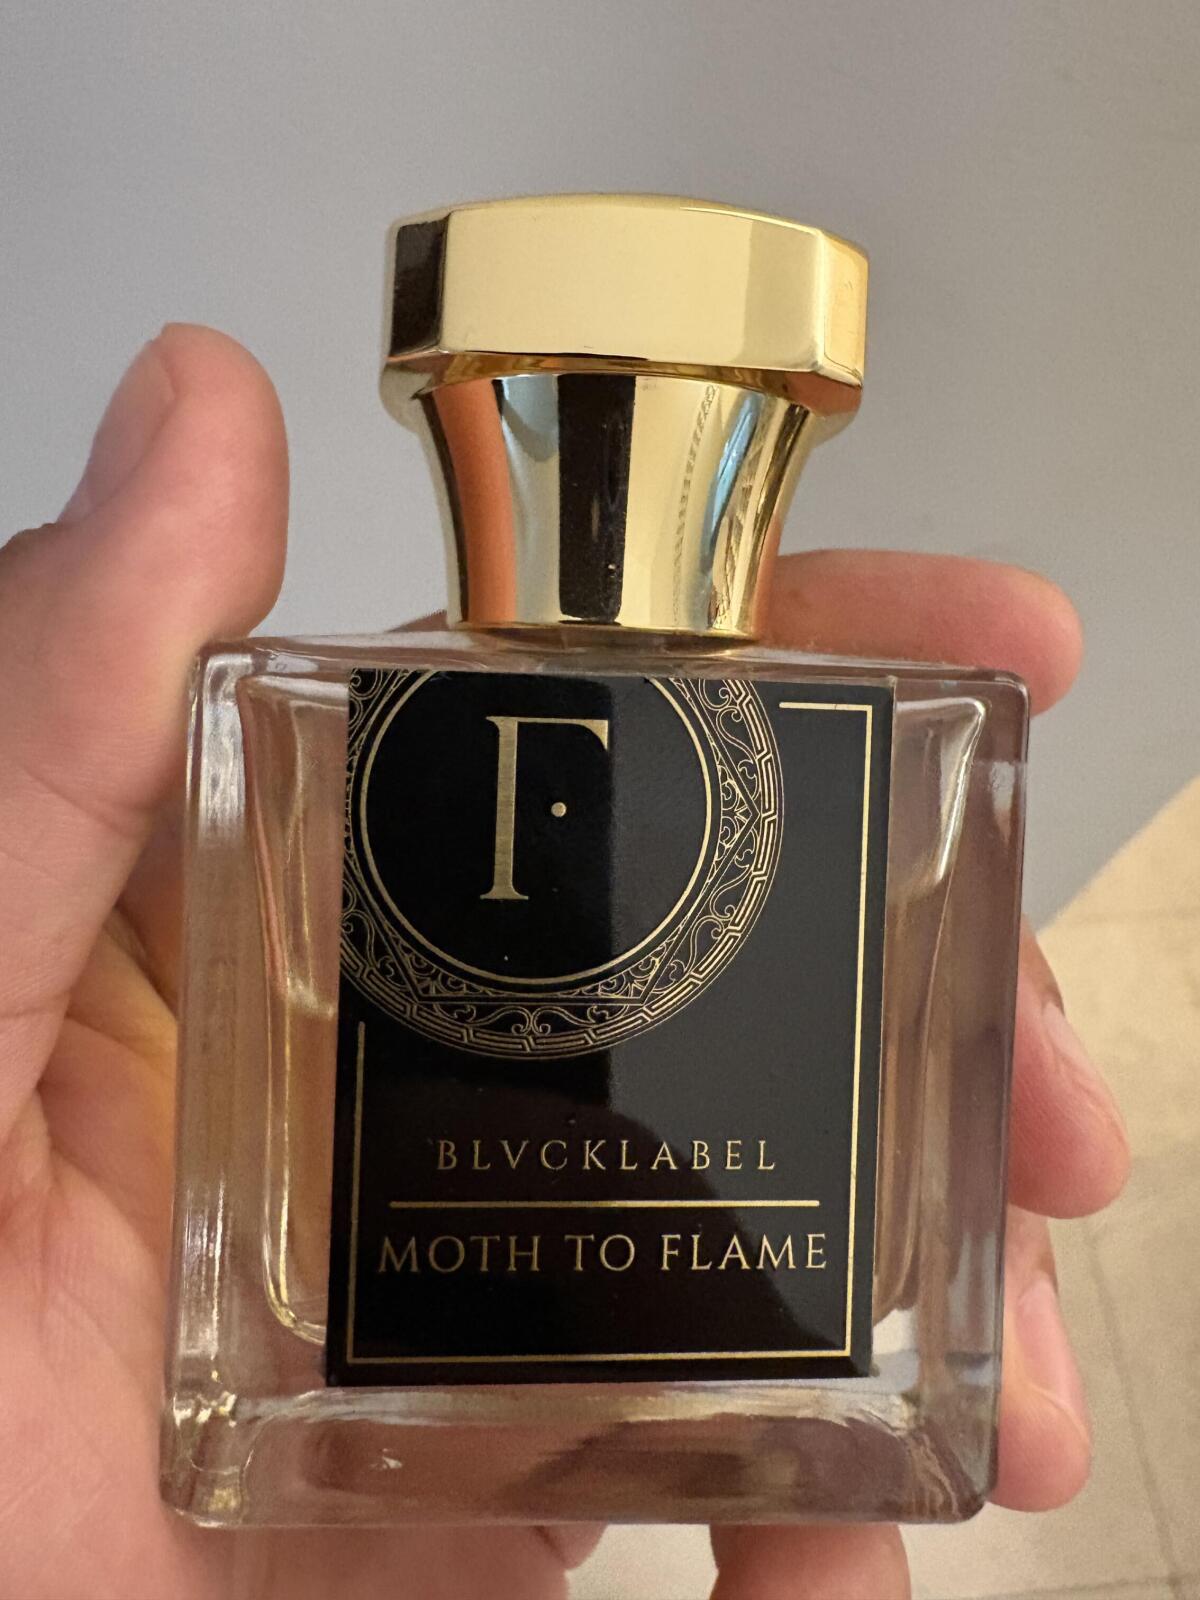 Γ·
BLVCKLABEL
MOTH TO FLAME